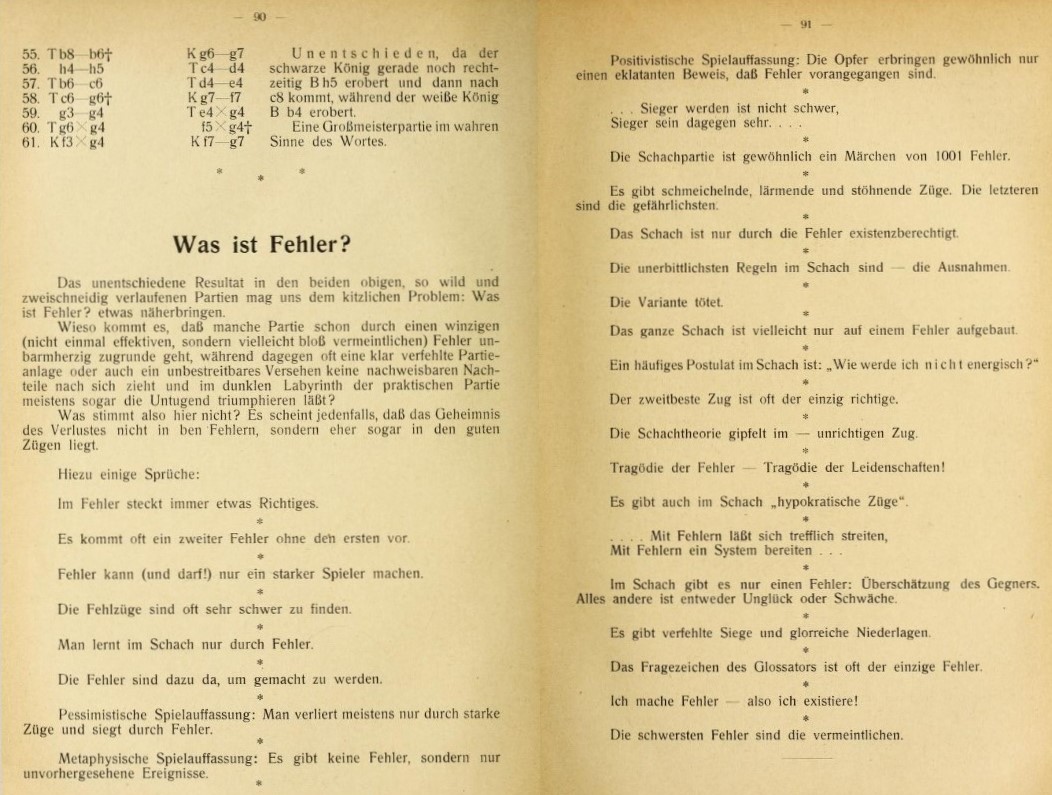 — 90 —
55. Tb8—b6† Kg6—g7 Unentschieden, da der
56. h4—h5 Tc4—d4 schwarze König gerade noch recht-
57. Tb6—c6 Td4—e4 zeitig Bh5 erobert und dann nach
58. Tc6—g6† Kg7—f7 c8 kommt, während der weiße König
59. g3—g4 Te4×g4 B b4 erobert.
60. Tg6×g4 f5×g4† Eine Großmeisterpartie im wahren
61. Kf3×g4 Kf7—g7 Sinne des Wortes.
* * *
Was ist Fehler?
Das unentschiedene Resultat in den beiden obigen, so wild und
zweischneidig verlaufenen Partien mag uns dem kitzlichen Problem: Was
ist Fehler? etwas näherbringen.
Wieso kommt es, daß manche Partie schon durch einen winzigen
(nicht einmal effektiven, sondern vielleicht bloß vermeintlichen) Fehler un-
barmherzig zugrunde geht, während dagegen oft eine klar verfehlte Partie-
anlage oder auch ein unbestreitbares Versehen keine nachweisbaren Nach-
teile nach sich zieht und im dunklen Labyrinth der praktischen Partie
meistens sogar die Untugend triumphieren läßt?
Was stimmt also hier nicht? Es scheint jedenfalls, daß das Geheimnis
des Verlustes nicht in ben Fehlern, sondern eher sogar in den guten
Zügen liegt.
Hiezu einige Sprüche:
Im Fehler steckt immer etwas Richtiges.
*
Es kommt oft ein zweiter Fehler ohne den ersten vor.
*
Fehler kann (und darf!) nur ein starker Spieler machen.
*
Die Fehlzüge sind oft sehr schwer zu finden.
*
Man lernt im Schach nur durch Fehler.
*
Die Fehler sind dazu da, um gemacht zu werden.
*
Pessimistische Spielauffassung: Man verliert meistens nur durch starke
Züge und siegt durch Fehler.
*
Metaphysische Spielauffassung: Es gibt keine Fehler, sondern nur
unvorhergesehene Ereignisse.
*
— 91 —
Positivistische Spielauffassung: Die Opfer erbringen gewöhnlich nur
einen eklatanten Beweis, daß Fehler vorangegangen sind.
*
. . . Sieger werden ist nicht schwer,
Sieger sein dagegen sehr. . . .
*
Die Schachpartie ist gewöhnlich ein Märchen von 1001 Fehler.
*
Es gibt schmeichelnde, lärmende und stöhnende Züge. Die letzteren
sind die gefährlichsten.
*
Das Schach ist nur durch die Fehler existenzberechtigt.
*
Die unerbittlichsten Regeln im Schach sind — die Ausnahmen.
*
Die Variante tötet.
*
Das ganze Schach ist vielleicht nur auf einem Fehler aufgebaut.
*
Ein häufiges Postulat im Schach ist: „Wie werde ich nicht energisch?“
*
Der zweitbeste Zug ist oft der einzig richtige.
*
Die Schachtheorie gipfelt im — unrichtigen Zug.
*
Tragödie der Fehler — Tragödie der Leidenschaften!
*
Es gibt auch im Schach „hypokratische Züge“.
*
. . . . Mit Fehlern läßt sich trefflich streiten,
Mit Fehlern ein System bereiten . . .
*
Im Schach gibt es nur einen Fehler: Überschätzung des Gegners.
Alles andere ist entweder Unglück oder Schwäche.
*
Es gibt verfehlte Siege und glorreiche Niederlagen.
*
Das Fragezeichen des Glossators ist oft der einzige Fehler.
*
Ich mache Fehler — also ich existiere!
*
Die schwersten Fehler sind die vermeintlichen.